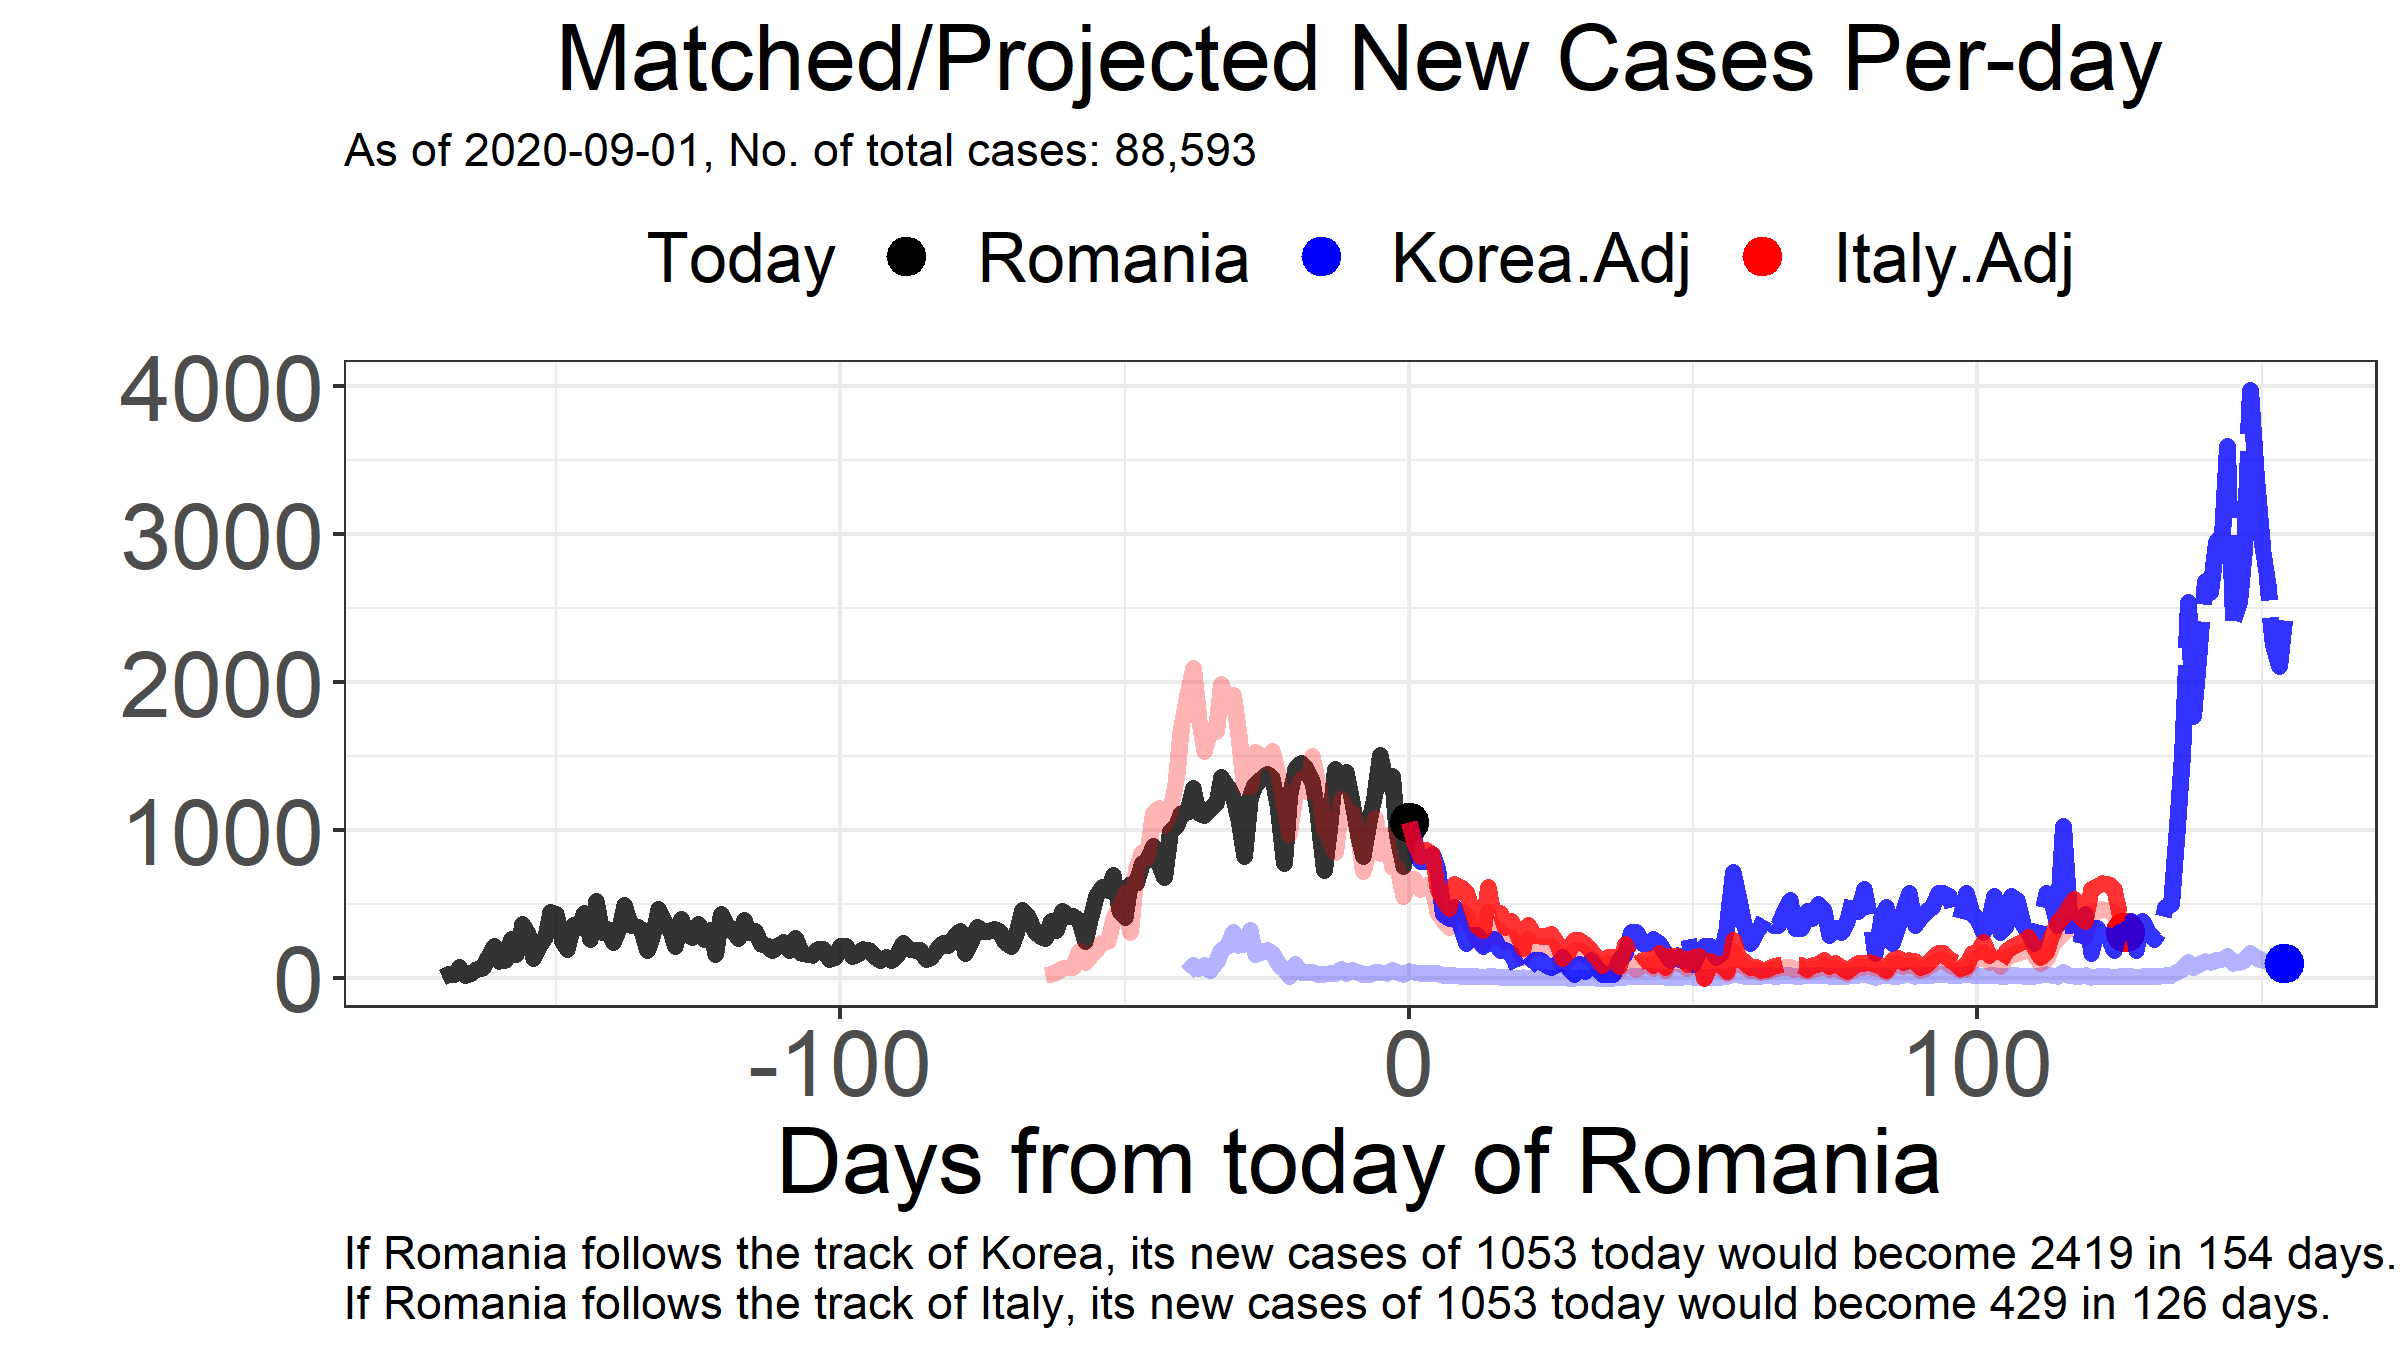 Matched/Projected New Cases Per-day
As of 2020-09-01, No. of total cases: 88,593
Today Romania Korea.Adj Italy.Adj
4000
3000
2000
1000
0
-100 0 100
Days from today of Romania
If Romania follows the track of Korea, its new cases of 1053 today would become 2419 in 154 days.
If Romania follows the track of Italy, its new cases of 1053 today would become 429 in 126 days.